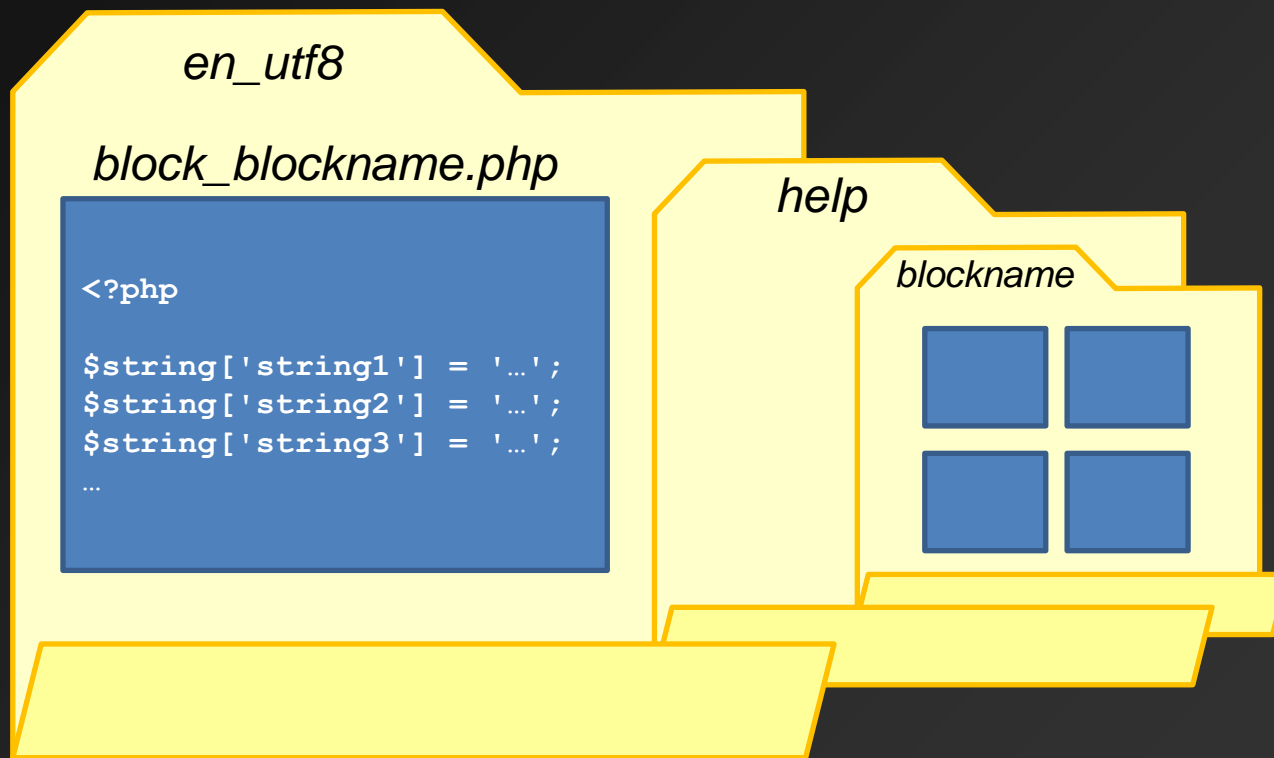 en_utf8
block_blockname.php
<?php
$string['string1'] = '…';
$string['string2'] = '…';
$string['string3'] = '…';
…
help
blockname